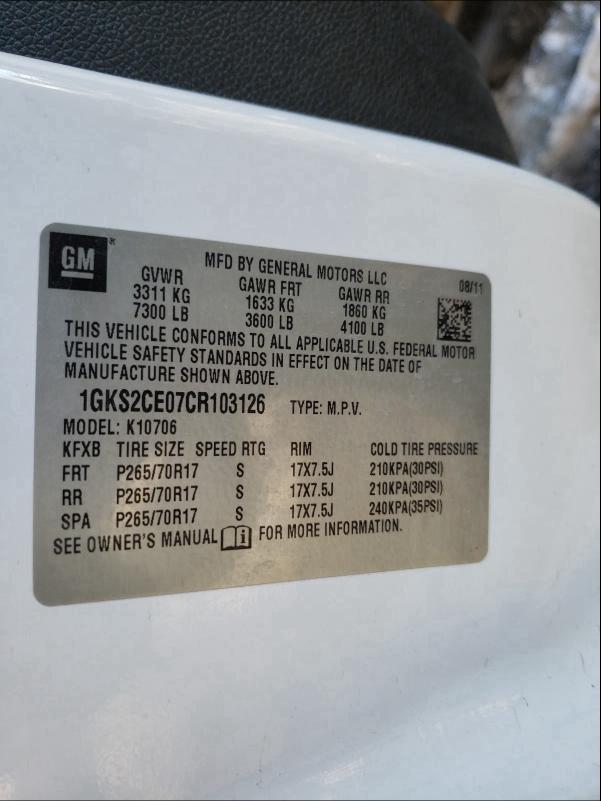 GM®
MFD BY GENERAL MOTORS LLC 08/11
GVWR GAWR FRT GAWR RR
3311 KG 1633 KG 1860 KG
7300 LB 3600 LB 4100 LB
THIS VEHICLE CONFORMS TO ALL APPLICABLE U.S. FEDERAL MOTOR
VEHICLE SAFETY STANDARDS IN EFFECT ON THE DATE OF
MANUFACTURE SHOWN ABOVE.
1GKS2CE07CR103126 TYPE: M.P.V.
MODEL: K10706
KFXB TIRE SIZE SPEED RTG RIM COLD TIRE PRESSURE
FRT P265/70R17 S 17X7.5J 210KPA(30PSI)
RR P265/70R17 S 17X7.5J 210KPA(30PSI)
SPA P265/70R17 S 17X7.5J 240KPA(35PSI)
SEE OWNER'S MANUAL i FOR MORE INFORMATION.